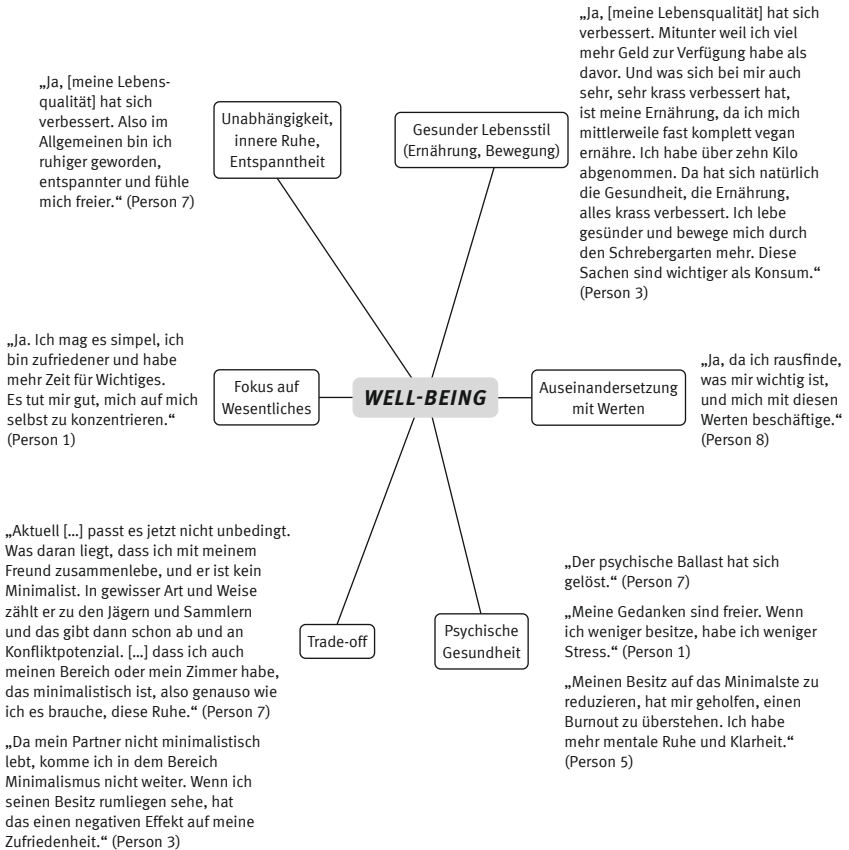 „Ja, [meine Lebens-
qualität] hat sich
verbessert. Also im
Allgemeinen bin ich
ruhiger geworden,
entspannter und fühle
mich freier.“ (Person 7)
Unabhängigkeit,
innere Ruhe,
Entspanntheit
Gesunder Lebensstil
(Ernährung, Bewegung)
„Ja, [meine Lebensqualität] hat sich
verbessert. Mitunter weil ich viel
mehr Geld zur Verfügung habe als
davor. Und was sich bei mir auch
sehr, sehr krass verbessert hat,
ist meine Ernährung, da ich mich
mittlerweile fast komplett vegan
ernähre. Ich habe über zehn Kilo
abgenommen. Da hat sich natürlich
die Gesundheit, die Ernährung,
alles krass verbessert. Ich lebe
gesünder und bewege mich durch
den Schrebergarten mehr. Diese
Sachen sind wichtiger als Konsum.“
(Person 3)
„Ja. Ich mag es simpel, ich
bin zufriedener und habe
mehr Zeit für Wichtiges.
Es tut mir gut, mich auf mich
selbst zu konzentrieren.“
(Person 1)
Fokus auf
Wesentliches
WELL-BEING
Auseinandersetzung
mit Werten
„Ja, da ich rausfinde,
was mir wichtig ist,
und mich mit diesen
Werten beschäftige.“
(Person 8)
„Aktuell […] passt es jetzt nicht unbedingt.
Was daran liegt, dass ich mit meinem
Freund zusammenlebe, und er ist kein
Minimalist. In gewisser Art und Weise
zählt er zu den Jägern und Sammlern
und das gibt dann schon ab und an
Konfliktpotenzial. […] dass ich auch
meinen Bereich oder mein Zimmer habe,
das minimalistisch ist, also genauso wie
ich es brauche, diese Ruhe.“ (Person 7)
„Da mein Partner nicht minimalistisch
lebt, komme ich in dem Bereich
Minimalismus nicht weiter. Wenn ich
seinen Besitz rumliegen sehe, hat
das einen negativen Effekt auf meine
Zufriedenheit.“ (Person 3)
Trade-off
Psychische
Gesundheit
„Der psychische Ballast hat sich
gelöst.“ (Person 7)
„Meine Gedanken sind freier. Wenn
ich weniger besitze, habe ich weniger
Stress.“ (Person 1)
„Meinen Besitz auf das Minimalste zu
reduzieren, hat mir geholfen, einen
Burnout zu überstehen. Ich habe
mehr mentale Ruhe und Klarheit.“
(Person 5)